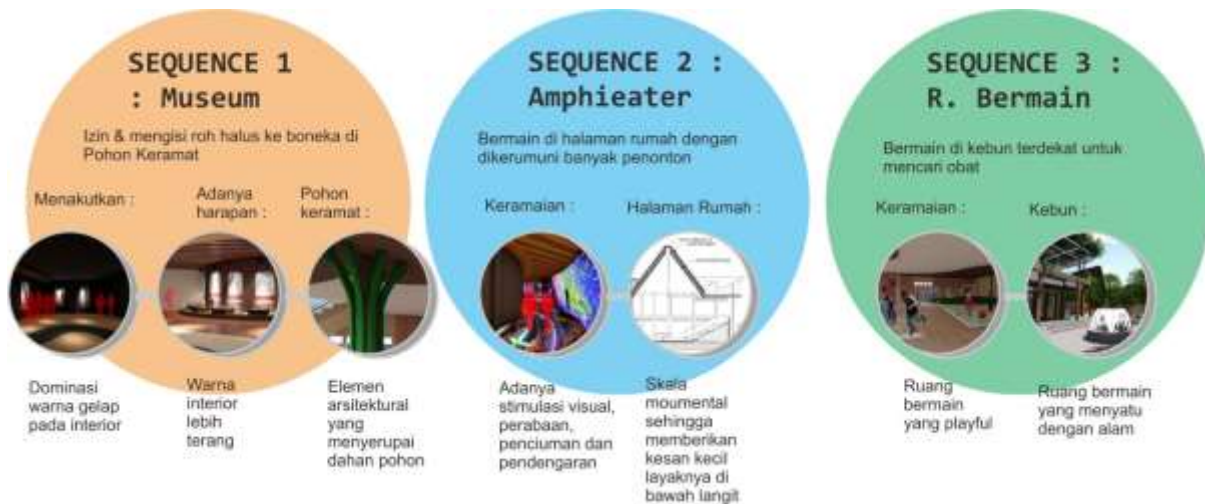 SEQUENCE 1
: Museum
Izin & mengisi roh halus ke boneka di
Pohon Keramat
Menakutkan :
Adanya
harapan :
Pohon
keramat :
Dominasi
warna gelap
pada interior
Warna
interior
lebih
terang
Elemen
arsitektural
yang
menyerupai
dahan pohon
SEQUENCE 2 :
Amphieater
Bermain di halaman rumah dengan
dikerumuni banyak penonton
Keramaian :
Halaman Rumah :
Adanya
stimulasi visual,
perabaan,
penciuman dan
pendengaran
Skala
moumental
sehingga
memberikan
kesan kecil
layaknya di
bawah langit
SEQUENCE 3 :
R. Bermain
Bermain di kebun terdekat untuk
mencari obat
Keramaian :
Kebun :
Ruang
bermain
yang playful
Ruang bermain
yang menyatu
dengan alam